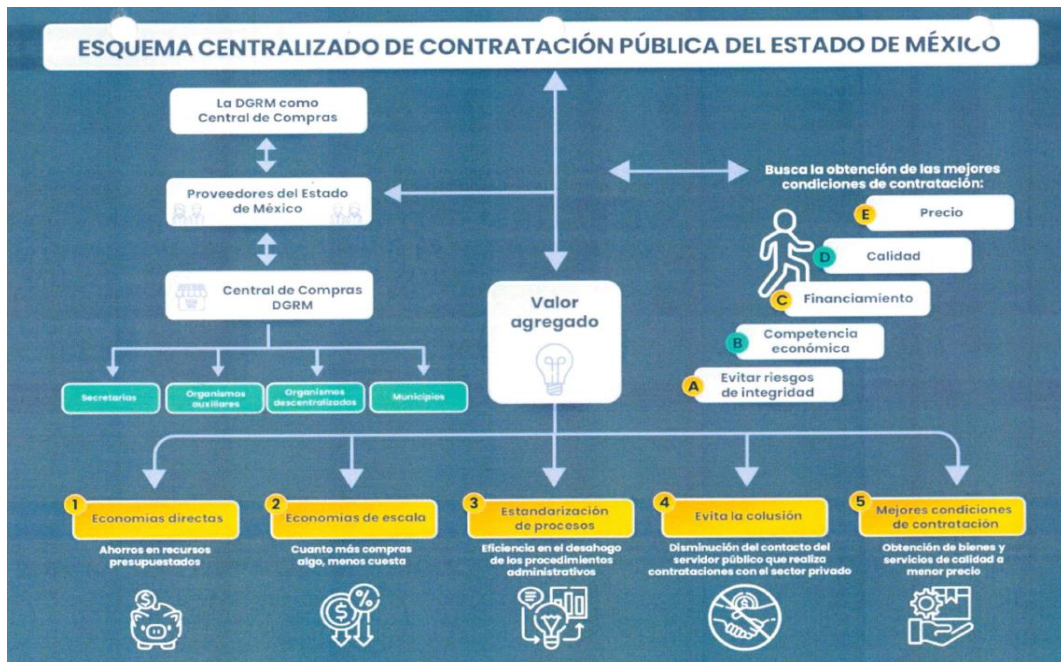 ESQUEMA CENTRALIZADO DE CONTRATACIÓN PÚBLICA DEL ESTADO DE MÉXICO
La DGRM como
Central de Compras
Proveedores del Estado
de México
Central de Compras
DGRM
Secretarías
Organismos
auxiliares
Organismos
descentralizados
Municipios
Valor
agregado
Busca la obtención de las mejores
condiciones de contratación:
E Precio
D Calidad
C Financiamiento
B Competencia
económica
A Evitar riesgos
de integridad
1 Economías directas
Ahorros en recursos
presupuestados
2 Economías de escala
Cuanto más compras
algo, menos cuesta
3 Estandarización
de procesos
Eficiencia en el desahogo
de los procedimientos
administrativos
4 Evita la colusión
Disminución del contacto del
servidor público que realiza
contrataciones con el sector privado
5 Mejores condiciones
de contratación
Obtención de bienes y
servicios de calidad a
menor precio